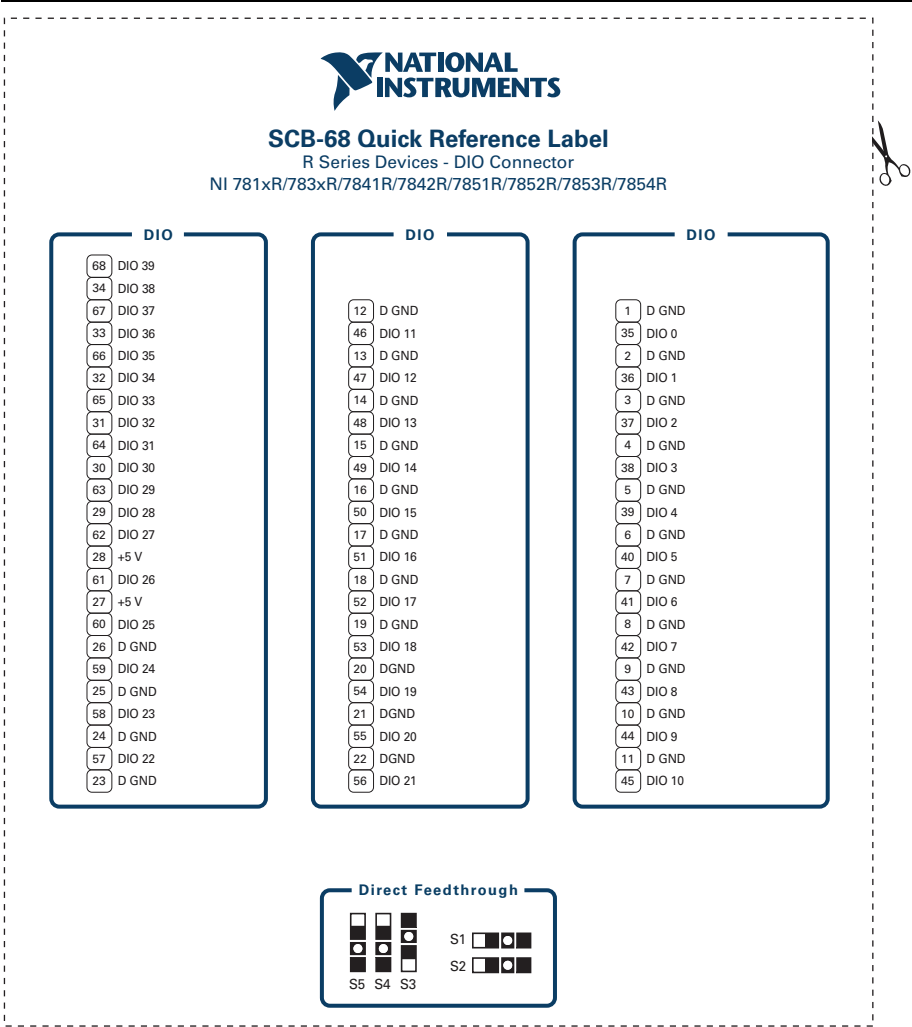 NATIONAL
INSTRUMENTS
SCB-68 Quick Reference Label
R Series Devices - DIO Connector
NI 781xR/783xR/7841R/7842R/7851R/7852R/7853R/7854R
DIO
68 DIO 39
34 DIO 38
67 DIO 37
33 DIO 36
66 DIO 35
32 DIO 34
65 DIO 33
31 DIO 32
64 DIO 31
30 DIO 30
63 DIO 29
29 DIO 28
62 DIO 27
28 +5 V
61 DIO 26
27 +5 V
60 DIO 25
26 D GND
59 DIO 24
25 D GND
58 DIO 23
24 D GND
57 DIO 22
23 D GND
DIO
12 D GND
46 DIO 11
13 D GND
47 DIO 12
14 D GND
48 DIO 13
15 D GND
49 DIO 14
16 D GND
50 DIO 15
17 D GND
51 DIO 16
18 D GND
52 DIO 17
19 D GND
53 DIO 18
20 DGND
54 DIO 19
21 DGND
55 DIO 20
22 DGND
56 DIO 21
DIO
1 D GND
35 DIO 0
2 D GND
36 DIO 1
3 D GND
37 DIO 2
4 D GND
38 DIO 3
5 D GND
39 DIO 4
6 D GND
40 DIO 5
7 D GND
41 DIO 6
8 D GND
42 DIO 7
9 D GND
43 DIO 8
10 D GND
44 DIO 9
11 D GND
45 DIO 10
Direct Feedthrough
S1
S2
S5 S4 S3